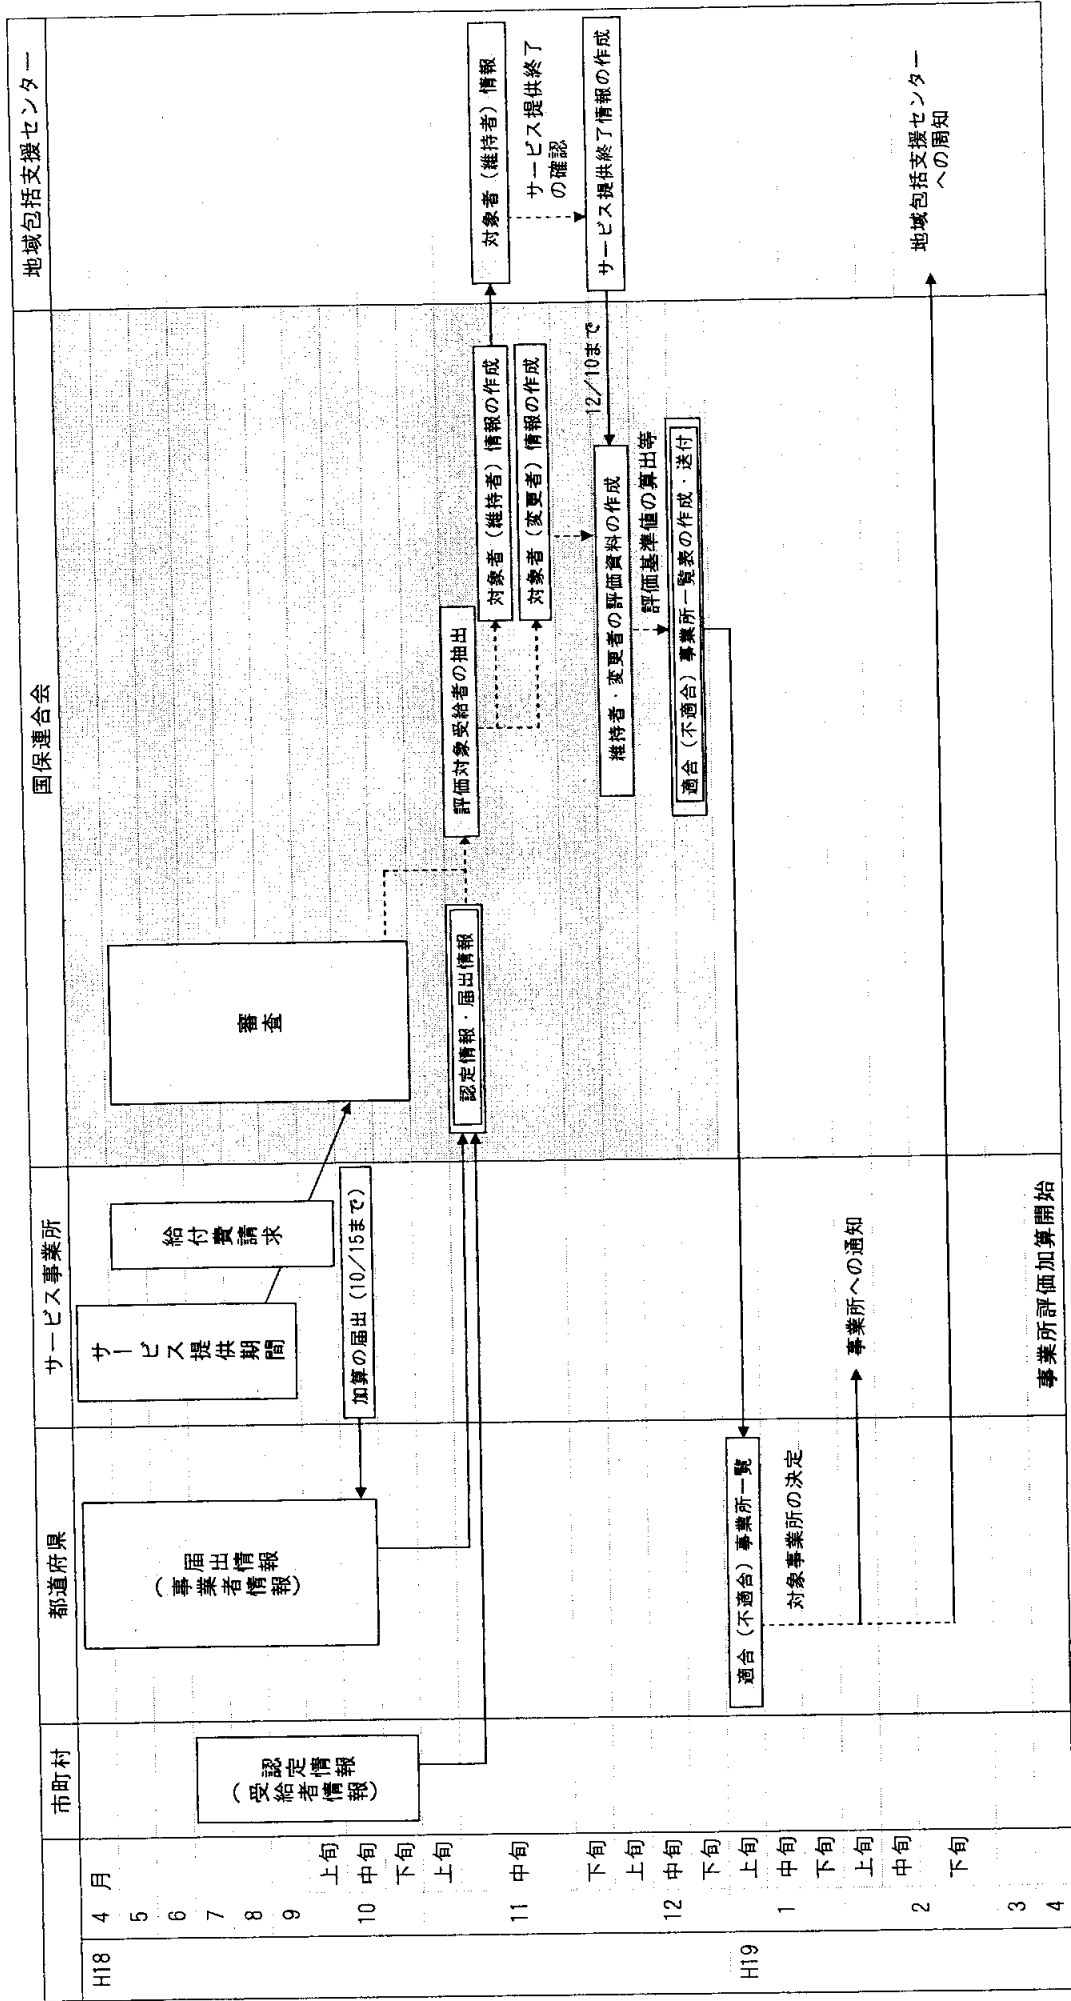 市町村
都道府県
サービス事業所
国保連合会
地域包括支援センター
H18
4
月
5
6
7
8
9
10
上旬
中旬
下旬
11
上旬
中旬
下旬
12
上旬
中旬
下旬
H19
1
上旬
中旬
下旬
2
上旬
中旬
下旬
3
4
認定情報
(受給者情報)
届出情報
(事業者情報)
サービス提供期間
給付費請求
審査
加算の届出(10/15まで)
認定情報・届出情報
評価対象受給者の抽出
対象者(維持者)情報の作成
対象者(維持者)情報
対象者(変更者)情報の作成
サービス提供終了
の確認
サービス提供終了情報の作成
12/10まで
維持者・変更者の評価資料の作成
評価基準値の算出等
適合(不適合)事業所一覧表の作成・送付
適合(不適合)事業所一覧
対象事業所の決定
事業所への通知
地域包括支援センター
への周知
事業所評価加算開始